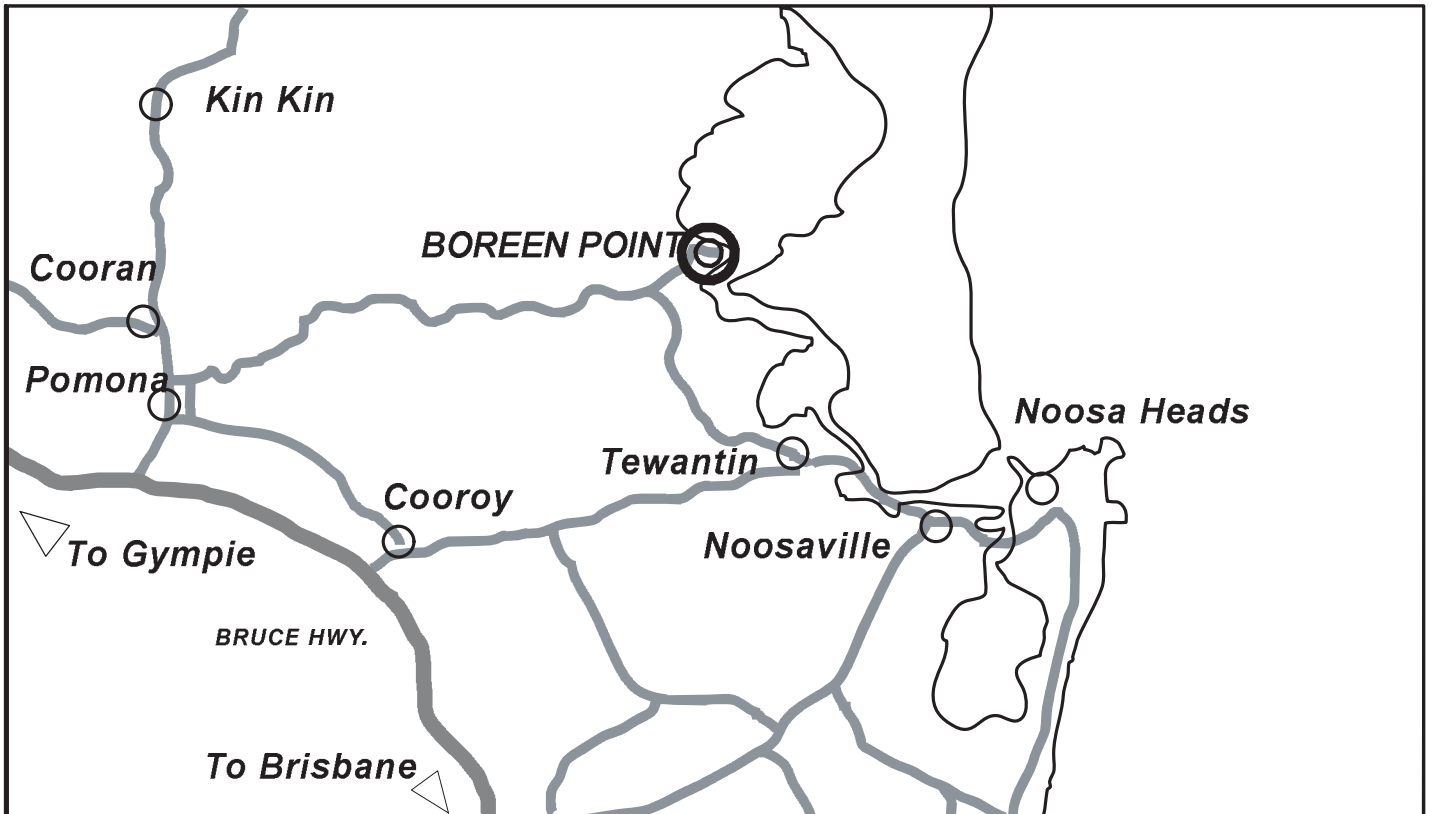 Kin Kin
BOREEN POINT
Cooran
Pomona
Noosa Heads
Tewantin
Cooroy
Noosaville
To Gympie
BRUCE HWY.
To Brisbane